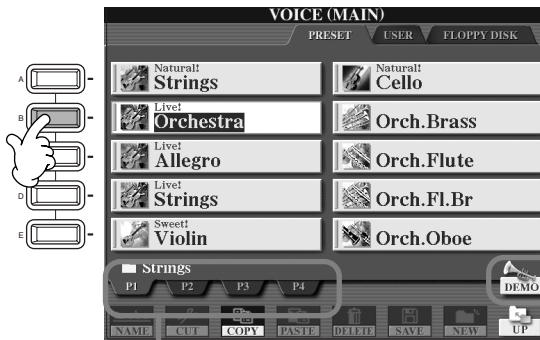 VOICE (MAIN)
PRESET USER FLOPPY DISK
A
Natural!
Strings
Natural!
Cello
B
Live!
Orchestra
Orch.Brass
Live!
Allegro
Orch.Flute
D
Live!
Strings
Orch.Fl.Br
E
Sweet!
Violin
Orch.Oboe
Strings
P1 P2 P3 P4
DEMO
NAME CUT COPY PASTE DELETE SAVE NEW UP